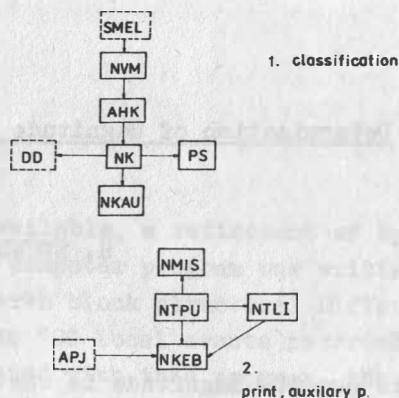 SMEL
NVM
1. classification
AHK
DD NK PS
NKAU
NMIS
NTPU NTLI
APJ NKEB
2.
print, auxilary p.